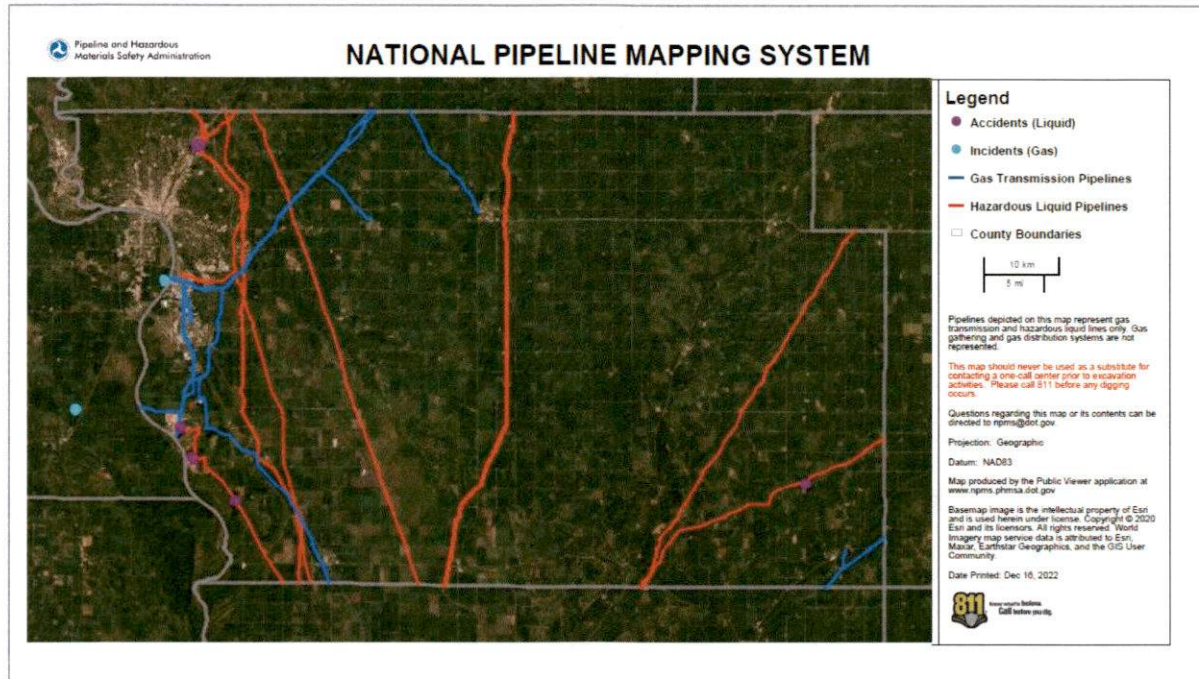 Pipeline and Hazardous
Materials Safety Administration
NATIONAL PIPELINE MAPPING SYSTEM
Legend
Accidents (Liquid)
Incidents (Gas)
Gas Transmission Pipelines
Hazardous Liquid Pipelines
County Boundaries
10 km
5 mi
Pipelines depicted on this map represent gas
transmission and hazardous liquid lines only. Gas
gathering and gas distribution systems are not
represented.
This map should never be used as a substitute for
contacting a one-call center prior to excavation
activities. Please call 811 before any digging
occurs.
Questions regarding this map or its contents can be
directed to npms@dot.gov.
Projection: Geographic
Datum: NAD83
Map produced by the Public Viewer application at
www.npms.phmsa.dot.gov
Basemap image is the intellectual property of Esri
and is used herein under license. Copyright © 2020
Esri and its licensors. All rights reserved. World
Imagery map service data is attributed to Esri,
Maxar, Earthstar Geographics, and the GIS User
Community.
Date Printed: Dec 16, 2022
811
Know what's below.
Call before you dig.